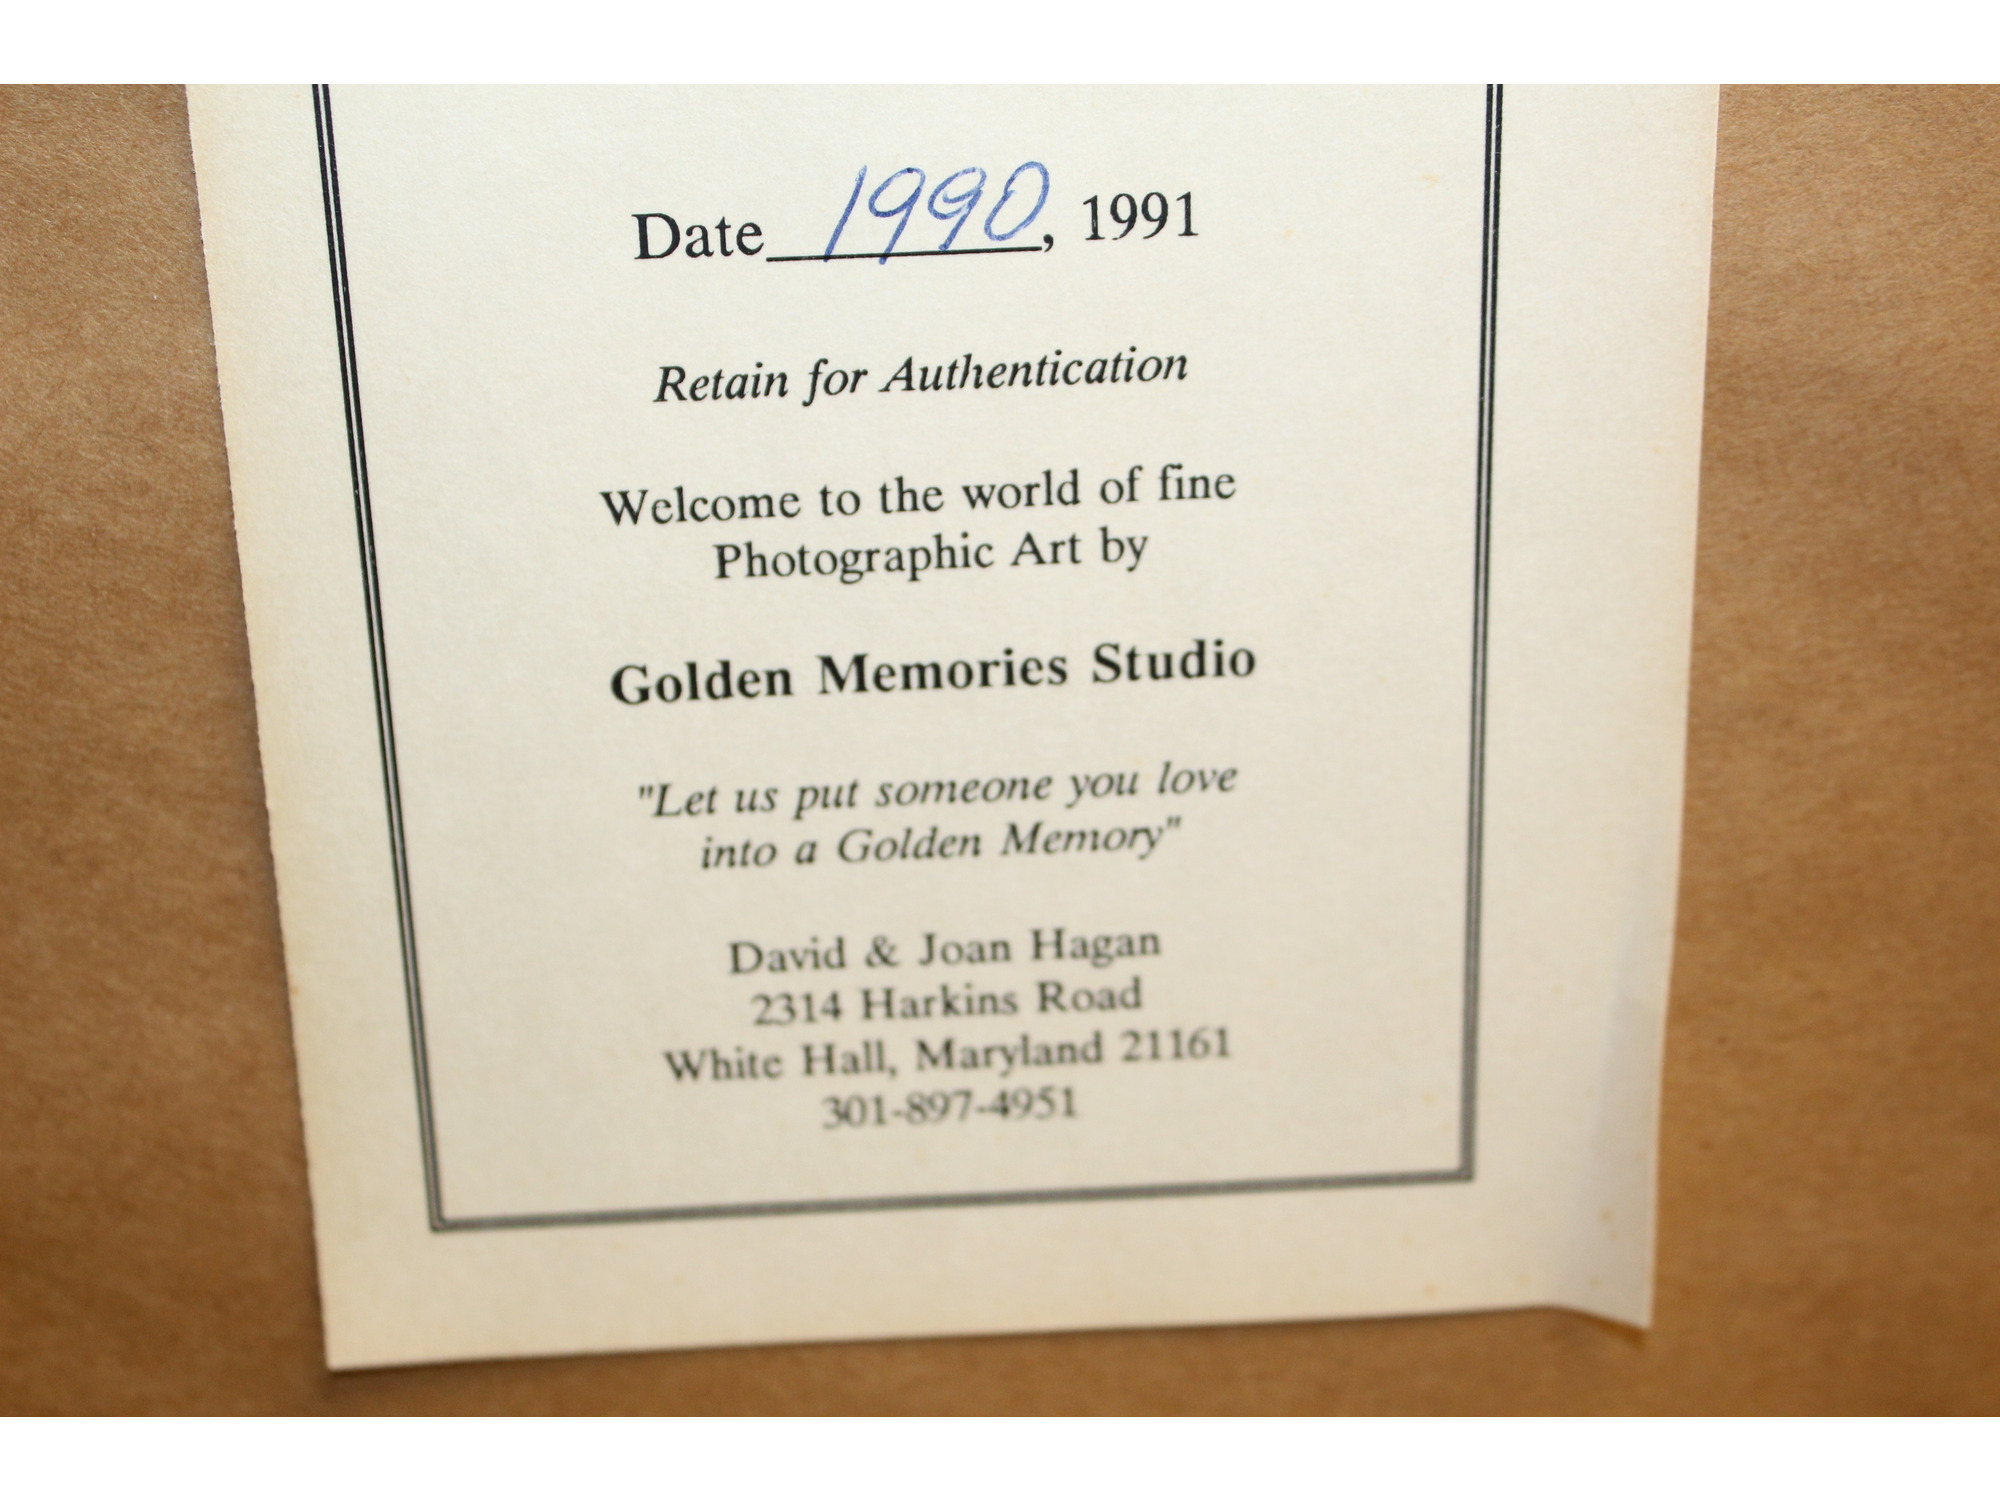 Date 1990, 1991
Retain for Authentication
Welcome to the world of fine
Photographic Art by
Golden Memories Studio
"Let us put someone you love
into a Golden Memory"
David & Joan Hagan
2314 Harkins Road
White Hall, Maryland 21161
301-897-4951